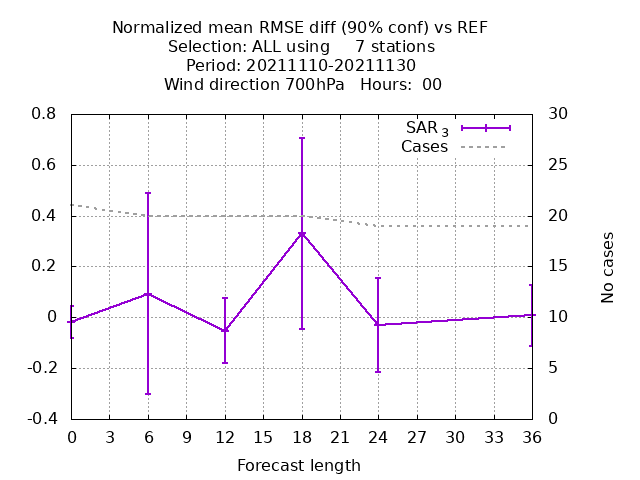 Normalized mean RMSE diff (90% conf) vs REF
Selection: ALL using 7 stations
Period: 20211110-20211130
Wind direction 700hPa Hours: 00
0.8
0.6
0.4
0.2
0
-0.2
-0.4
30
25
20
15
10
5
0
SAR 3
Cases
No cases
0 3 6 9 12 15 18 21 24 27 30 33 36
Forecast length